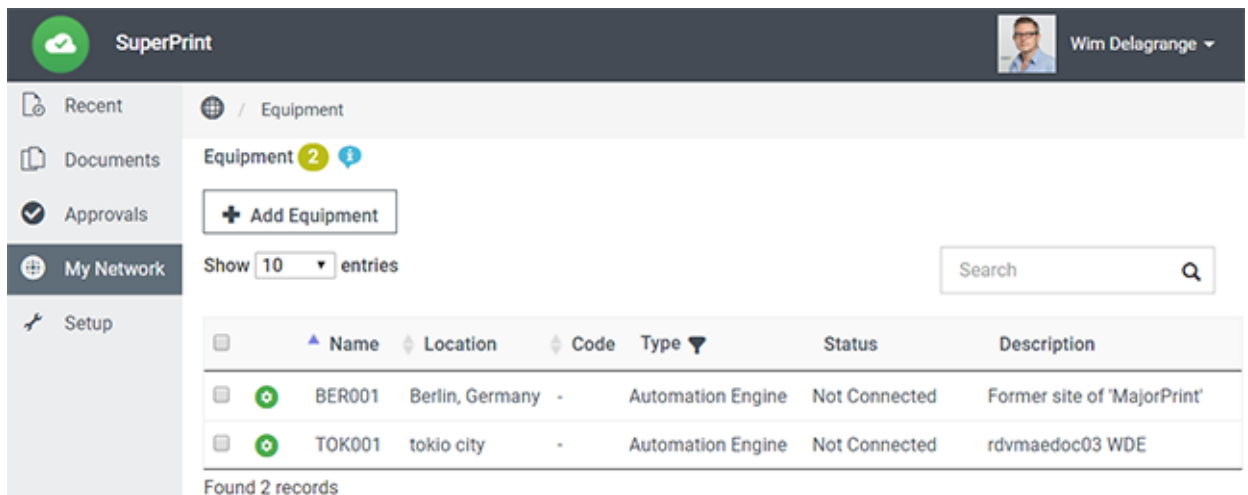 SuperPrint
Wim Delagrange
Recent
Equipment
Documents
Equipment 2
Approvals
Add Equipment
My Network
Show 10 entries
Search
Setup
Name Location Code Type Status Description
BER001 Berlin, Germany - Automation Engine Not Connected Former site of 'MajorPrint'
TOK001 tokio city - Automation Engine Not Connected rdvmaedoc03 WDE
Found 2 records